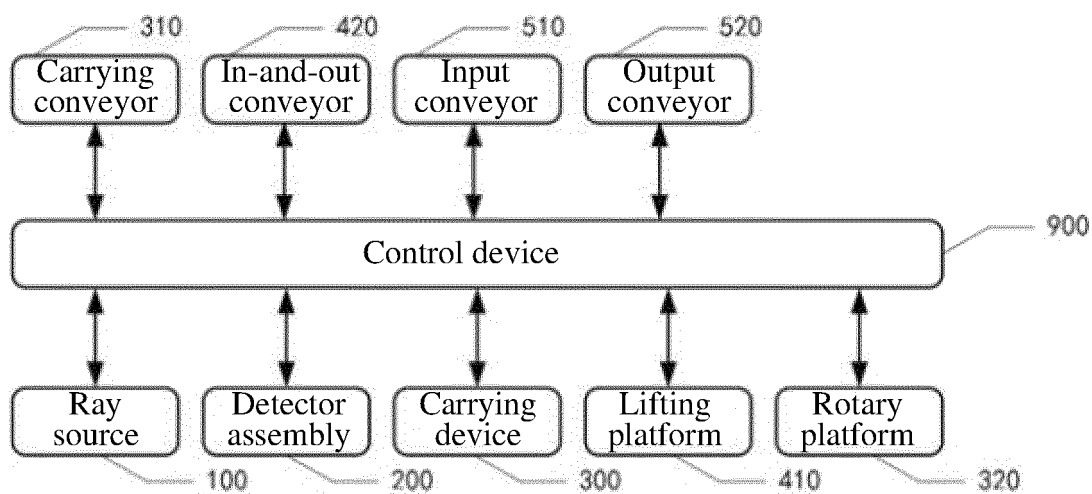 310 420 510 520
Carrying In-and-out Input Output
conveyor conveyor conveyor conveyor
900
Control device
Ray Detector Carrying Lifting Rotary
source assembly device platform platform
100 200 300 410 320